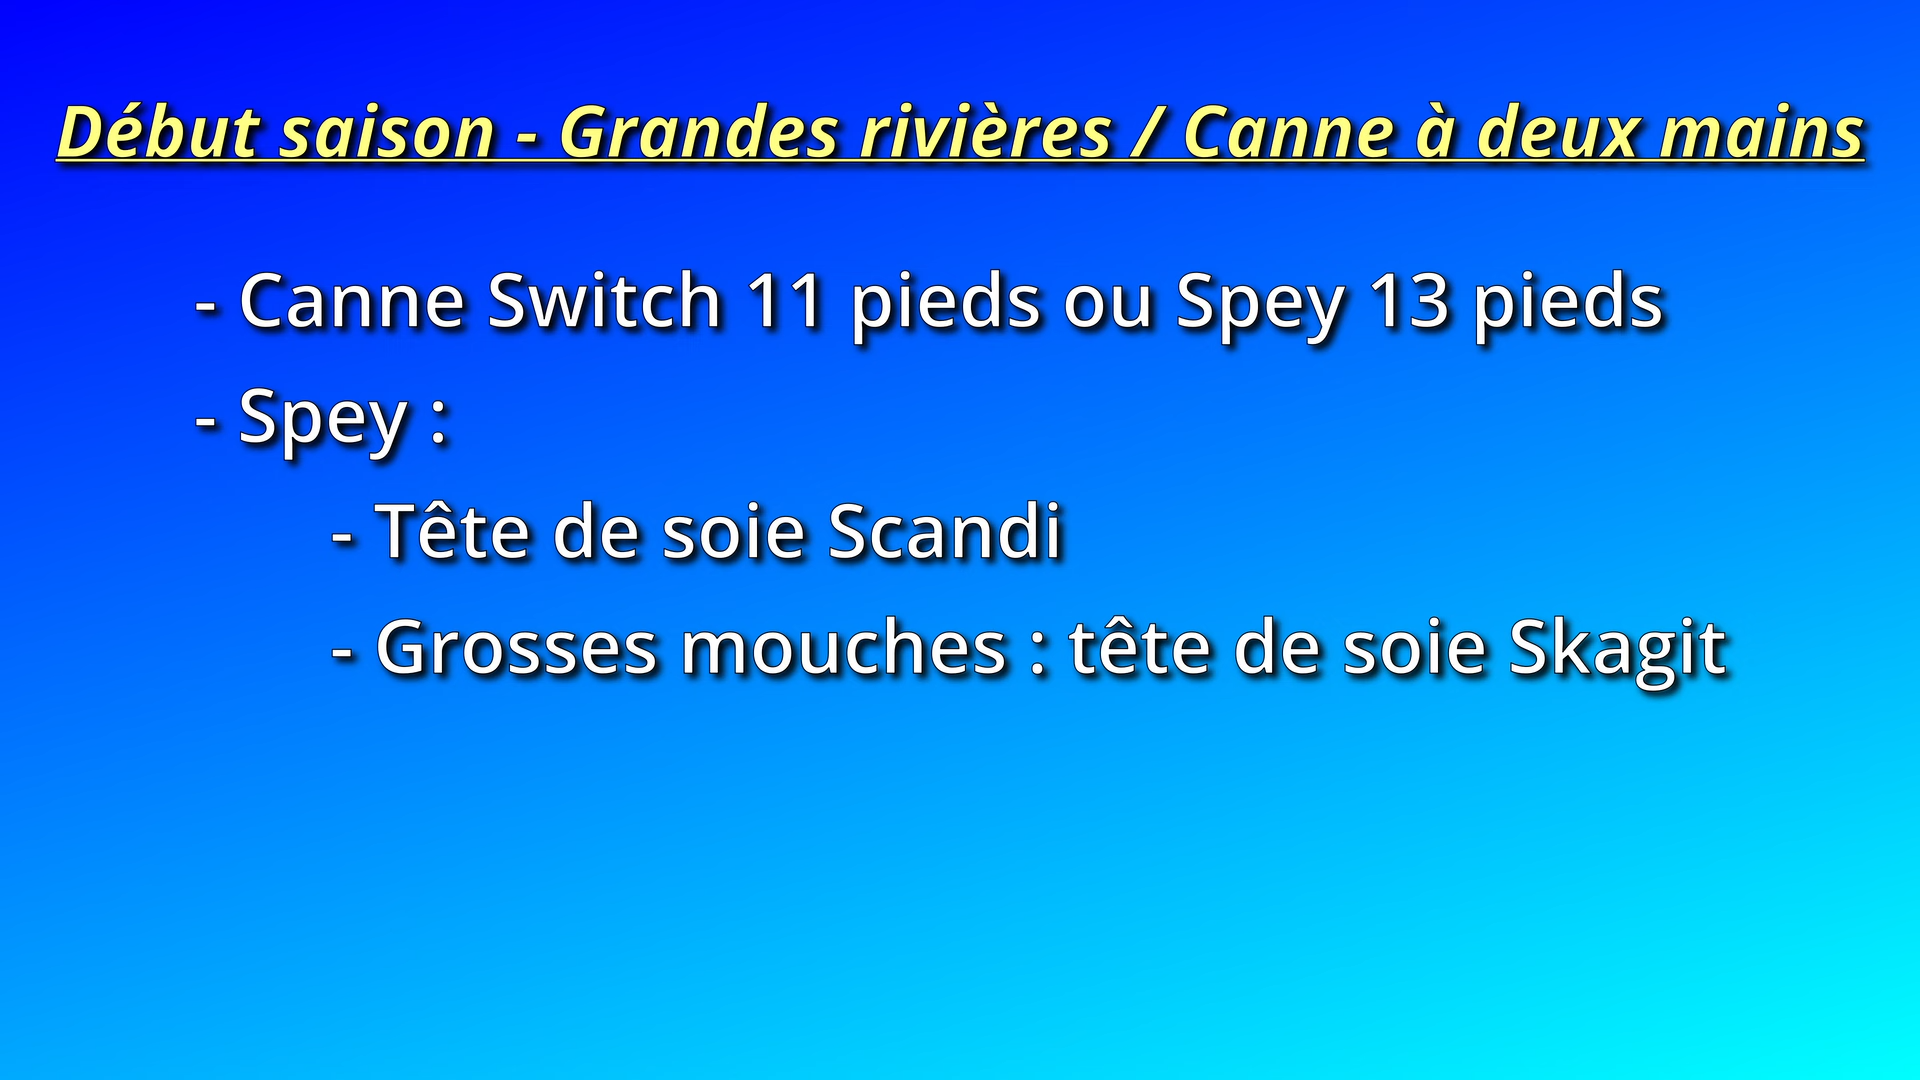 Début saison - Grandes rivières / Canne à deux mains
- Canne Switch 11 pieds ou Spey 13 pieds
- Spey :
- Tête de soie Scandi
- Grosses mouches : tête de soie Skagit